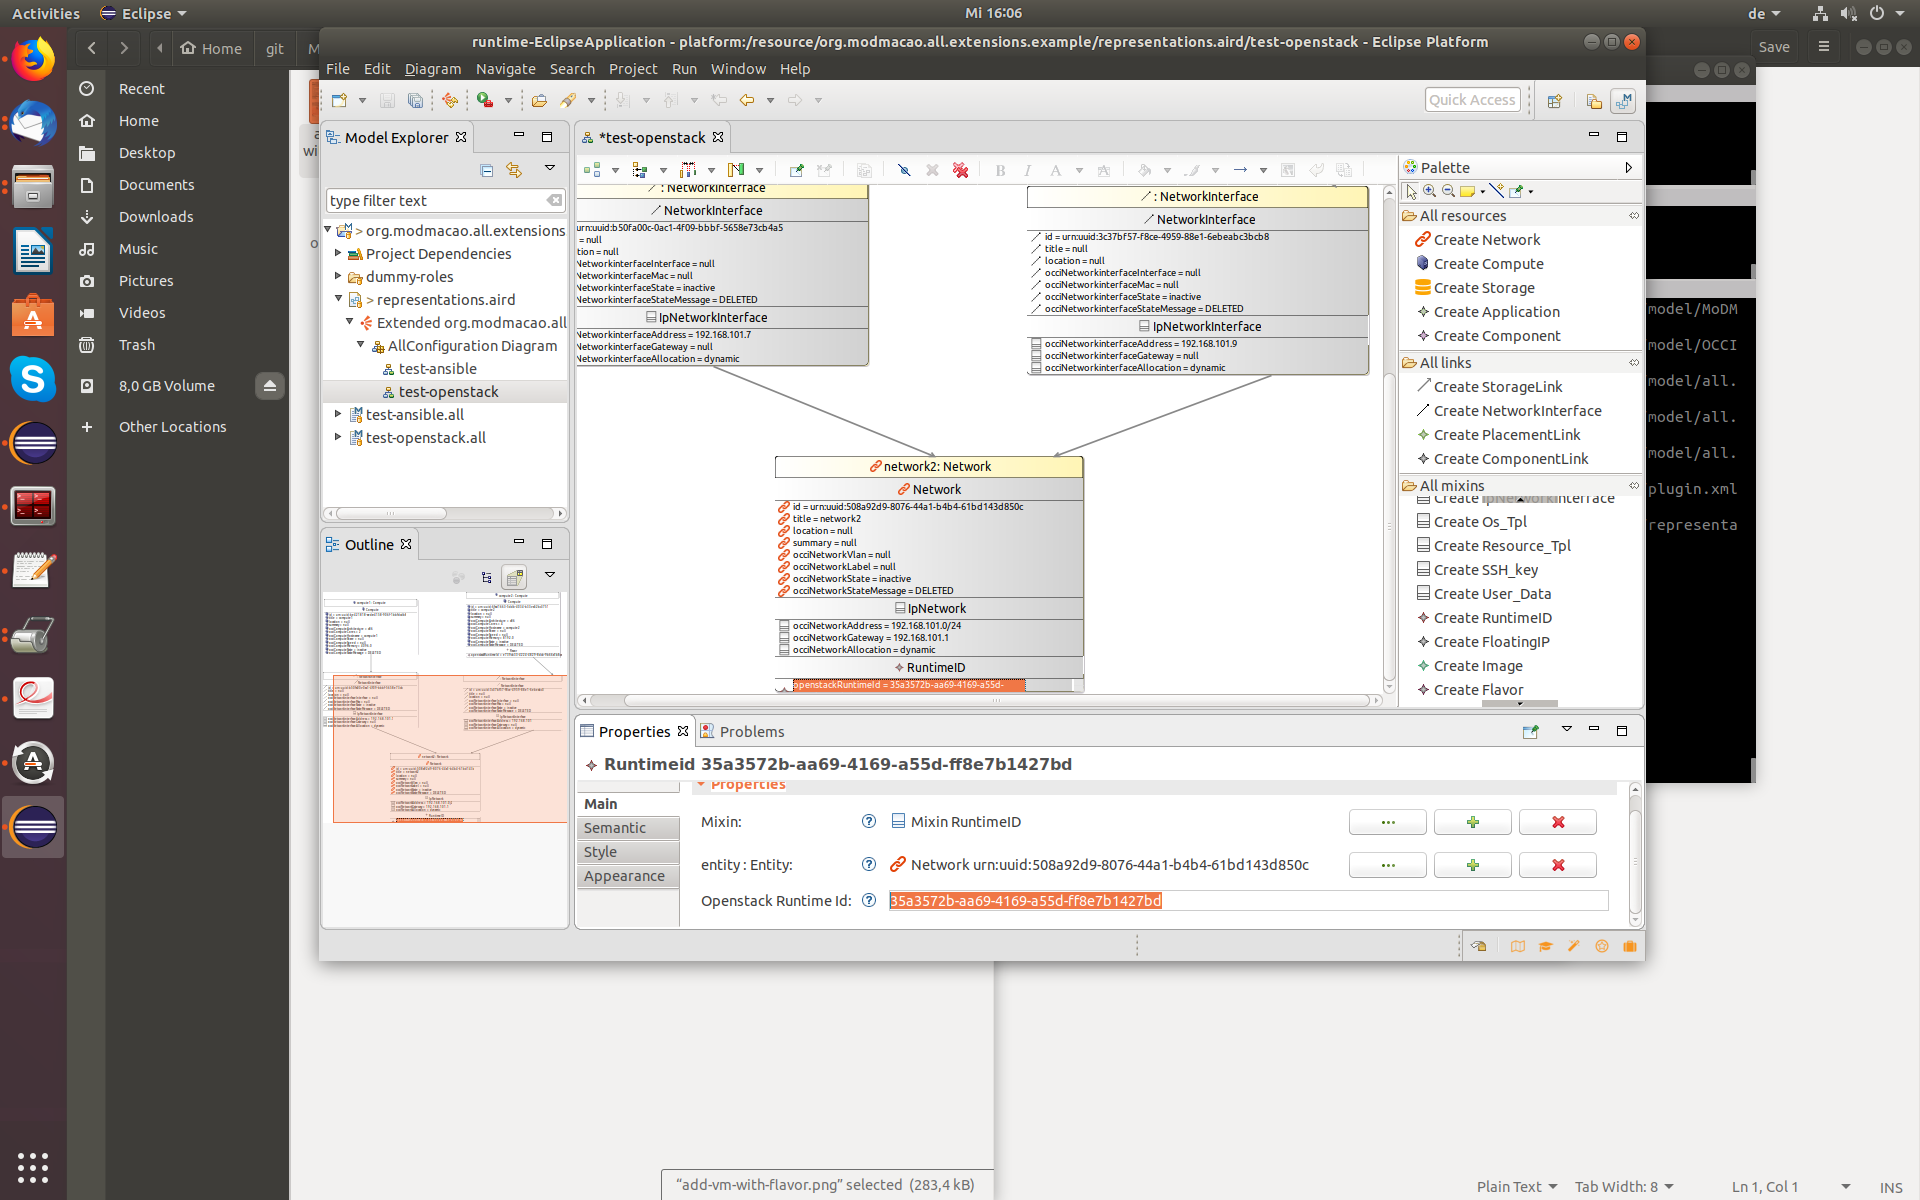 Activities
Eclipse
Mi 16:06
de
Home
git
M
Save
runtime-EclipseApplication - platform:/resource/org.modmacao.all.extensions.example/representations.aird/test-openstack - Eclipse Platform
File Edit Diagram Navigate Search Project Run Window Help
Quick Access
Recent
Home
Desktop
Documents
Downloads
Music
Pictures
Videos
Trash
8,0 GB Volume
Other Locations
a
wi
o
Model Explorer
type filter text
> org.modmacao.all.extensions
Project Dependencies
dummy-roles
> representations.aird
Extended org.modmacao.all
AllConfiguration Diagram
test-ansible
test-openstack
test-ansible.all
test-openstack.all
Outline
*test-openstack
B I A A
: NetworkInterface
NetworkInterface
urn:uuid:b50fa00c-0ac1-4f09-bbbf-5658e73cb4a5
= null
tion = null
NetworkinterfaceInterface = null
NetworkinterfaceMac = null
NetworkinterfaceState = inactive
NetworkinterfaceStateMessage = DELETED
IpNetworkInterface
NetworkinterfaceAddress = 192.168.101.7
NetworkinterfaceGateway = null
NetworkinterfaceAllocation = dynamic
: NetworkInterface
NetworkInterface
id = urn:uuid:3c37bf57-f8ce-4959-88e1-6ebeabc3bcb8
title = null
location = null
occiNetworkinterfaceInterface = null
occiNetworkinterfaceMac = null
occiNetworkinterfaceState = inactive
occiNetworkinterfaceStateMessage = DELETED
IpNetworkInterface
occiNetworkinterfaceAddress = 192.168.101.9
occiNetworkinterfaceGateway = null
occiNetworkinterfaceAllocation = dynamic
network2: Network
Network
id = urn:uuid:508a92d9-8076-44a1-b4b4-61bd143d850c
title = network2
location = null
summary = null
occiNetworkVlan = null
occiNetworkLabel = null
occiNetworkState = inactive
occiNetworkStateMessage = DELETED
IpNetwork
occiNetworkAddress = 192.168.101.0/24
occiNetworkGateway = 192.168.101.1
occiNetworkAllocation = dynamic
RuntimeID
openstackRuntimeId = 35a3572b-aa69-4169-a55d-
Palette
All resources
Create Network
Create Compute
Create Storage
Create Application
Create Component
All links
Create StorageLink
Create NetworkInterface
Create PlacementLink
Create ComponentLink
All mixins
Create IpNetworkInterface
Create Os_Tpl
Create Resource_Tpl
Create SSH_key
Create User_Data
Create RuntimeID
Create FloatingIP
Create Image
Create Flavor
model/MoDM
model/OCCI
model/all.
model/all.
model/all.
plugin.xml
representa
Properties
Problems
Runtimeid 35a3572b-aa69-4169-a55d-ff8e7b1427bd
Main
Semantic
Style
Appearance
Properties
Mixin: Mixin RuntimeID
entity : Entity: Network urn:uuid:508a92d9-8076-44a1-b4b4-61bd143d850c
Openstack Runtime Id: 35a3572b-aa69-4169-a55d-ff8e7b1427bd
"add-vm-with-flavor.png" selected (283,4 kB)
Plain Text Tab Width: 8 Ln 1, Col 1 INS